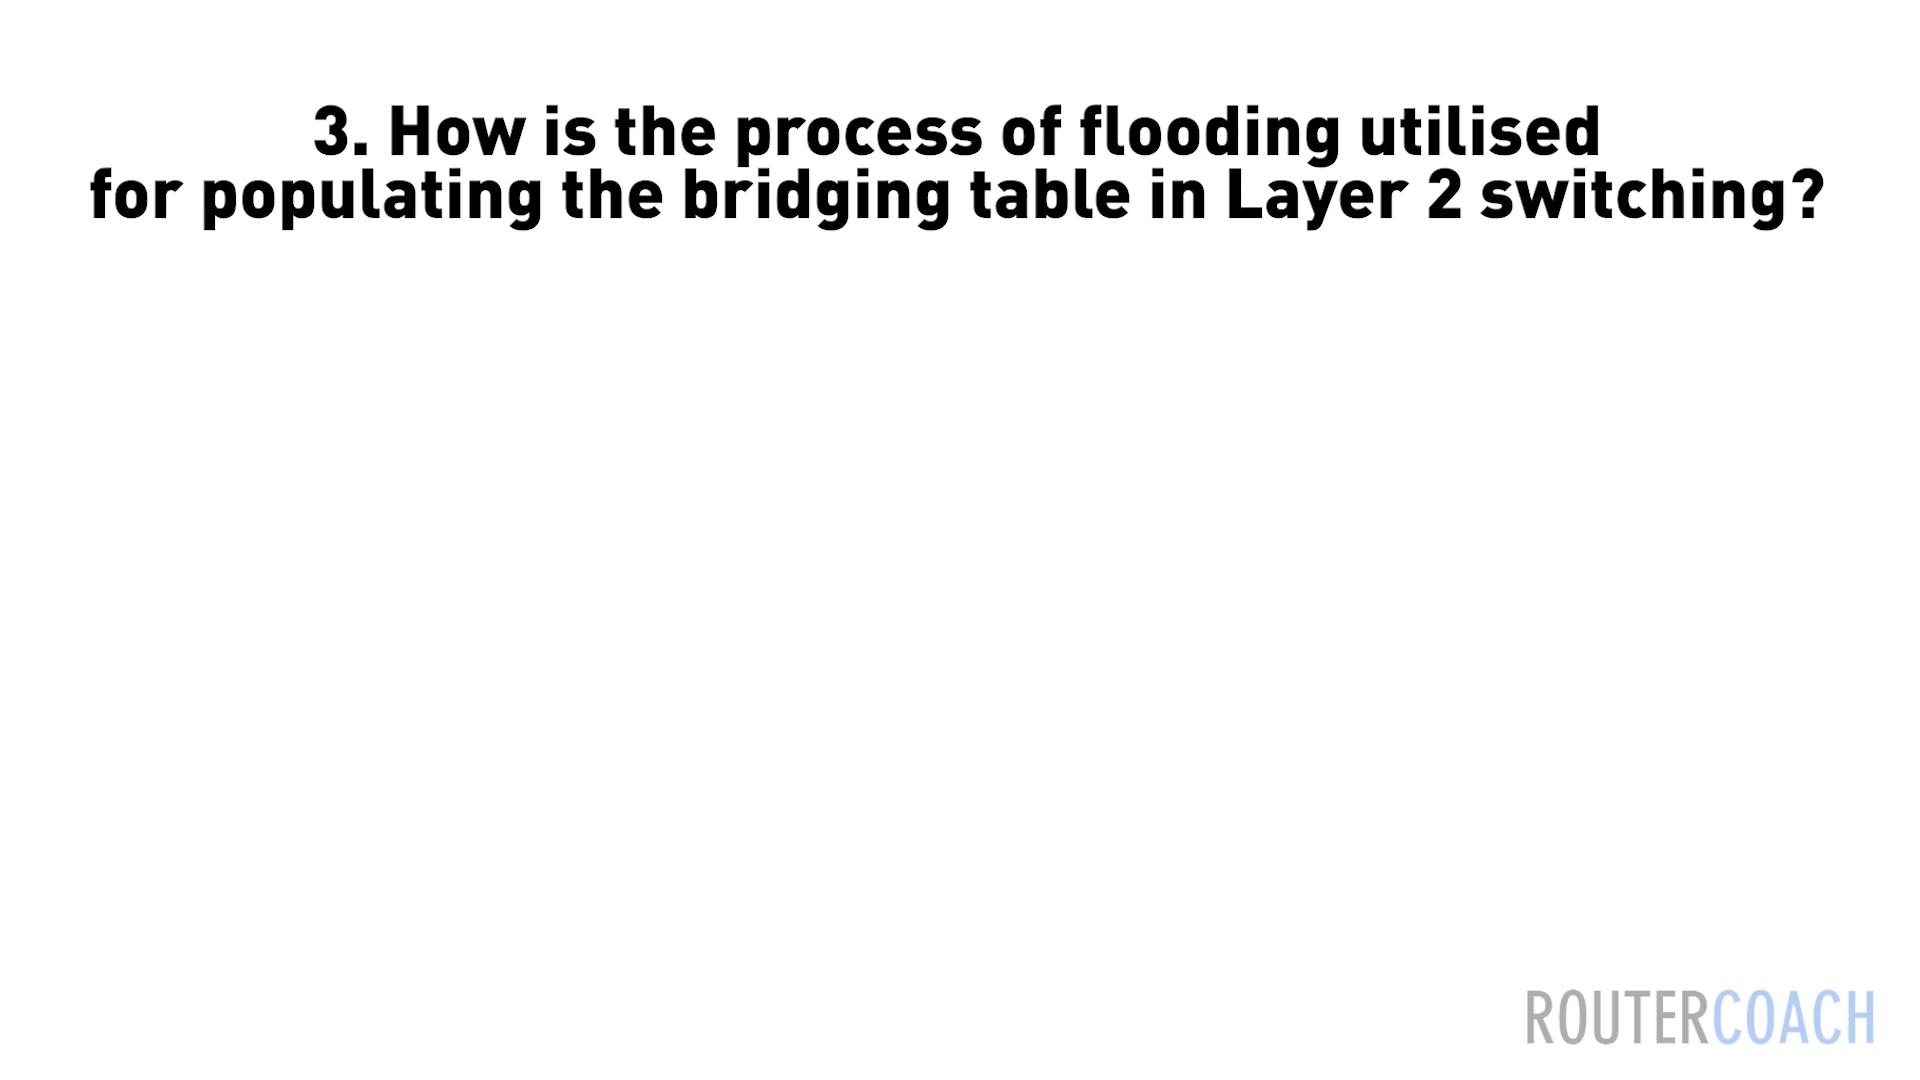 3. How is the process of flooding utilised
for populating the bridging table in Layer 2 switching?
ROUTERCOACH